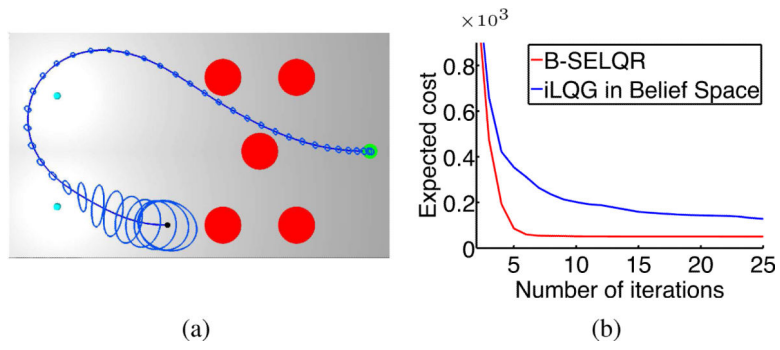 ×10³
0.8
0.6
0.4
0.2
0
Expected cost
B-SELQR
iLQG in Belief Space
5 10 15 20 25
Number of iterations
(a) (b)